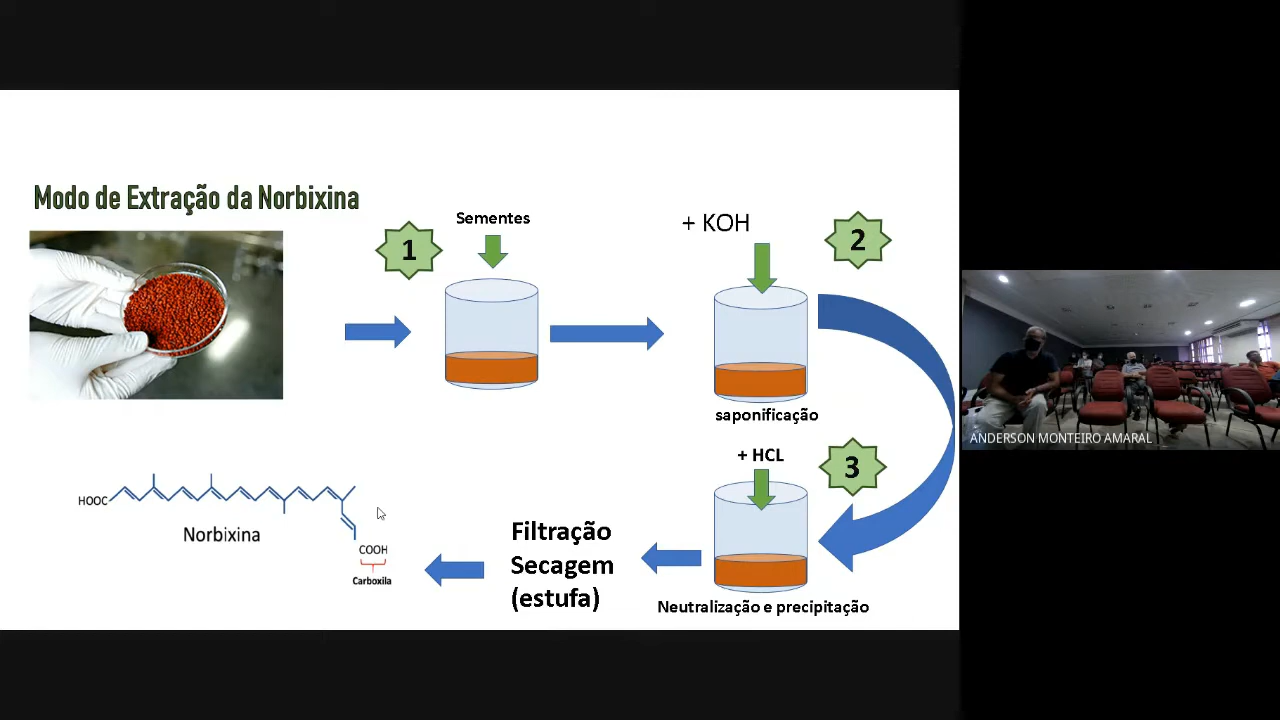 Modo de Extração da Norbixina
1
Sementes
+ KOH
2
saponificação
+ HCL
3
Neutralização e precipitação
Filtração
Secagem
(estufa)
HOOC
Norbixina
COOH
Carboxila
ANDERSON MONTEIRO AMARAL